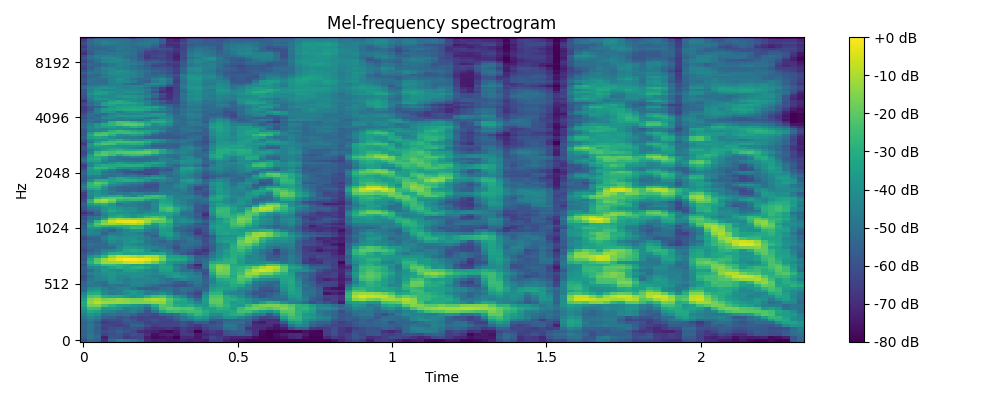 Mel-frequency spectrogram
+0 dB
8192
-10 dB
4096
-20 dB
-30 dB
2048
Hz
-40 dB
1024
-50 dB
512
-60 dB
-70 dB
0
-80 dB
0
0.5
1
1.5
2
Time